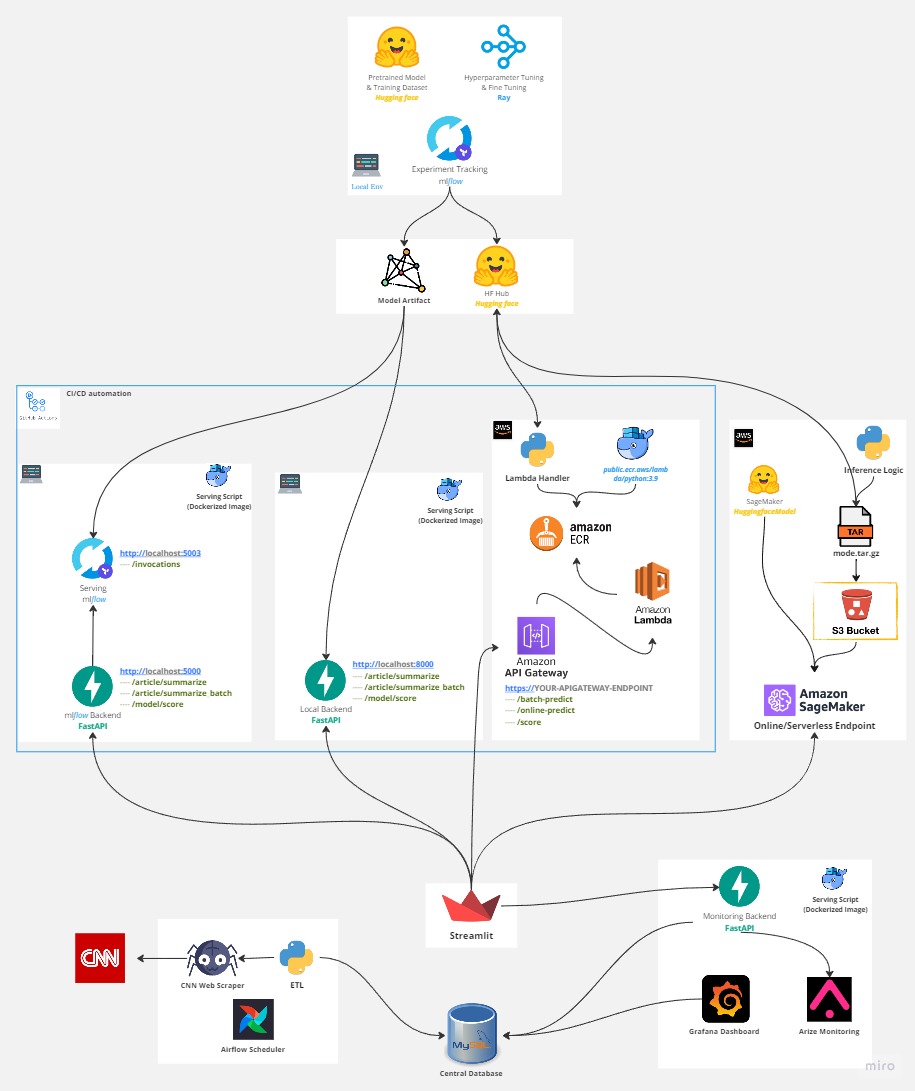 Pretrained Model
& Training Dataset
Hugging face
Hyperparameter Tuning
& Fine Tuning
Ray
Experiment Tracking
mlflow
Local Env
Model Artifact
HF Hub
Hugging face
CI/CD automation
GitHub Actions
Serving Script
(Dockerized Image)
http://localhost:5003
---- /invocations
Serving
mlflow
http://localhost:5000
---- /article/summarize
---- /article/summarize_batch
---- /model/score
mlflow Backend
FastAPI
Serving Script
(Dockerized Image)
http://localhost:8000
---- /article/summarize
---- /article/summarize_batch
---- /model/score
Local Backend
FastAPI
aws
Lambda Handler
public.ecr.aws/lamb
da/python:3.9
amazon
ECR
Amazon
Lambda
Amazon
API Gateway
https://YOUR-APIGATEWAY-ENDPOINT
---- /batch-predict
---- /online-predict
---- /score
aws
Inference Logic
SageMaker
HuggingfaceModel
TAR
mode.tar.gz
S3 Bucket
Amazon
SageMaker
Online/Serverless Endpoint
Streamlit
Monitoring Backend
FastAPI
Serving Script
(Dockerized Image)
Grafana Dashboard
Arize Monitoring
CNN
CNN Web Scraper
ETL
Airflow Scheduler
MySQL
Central Database
miro